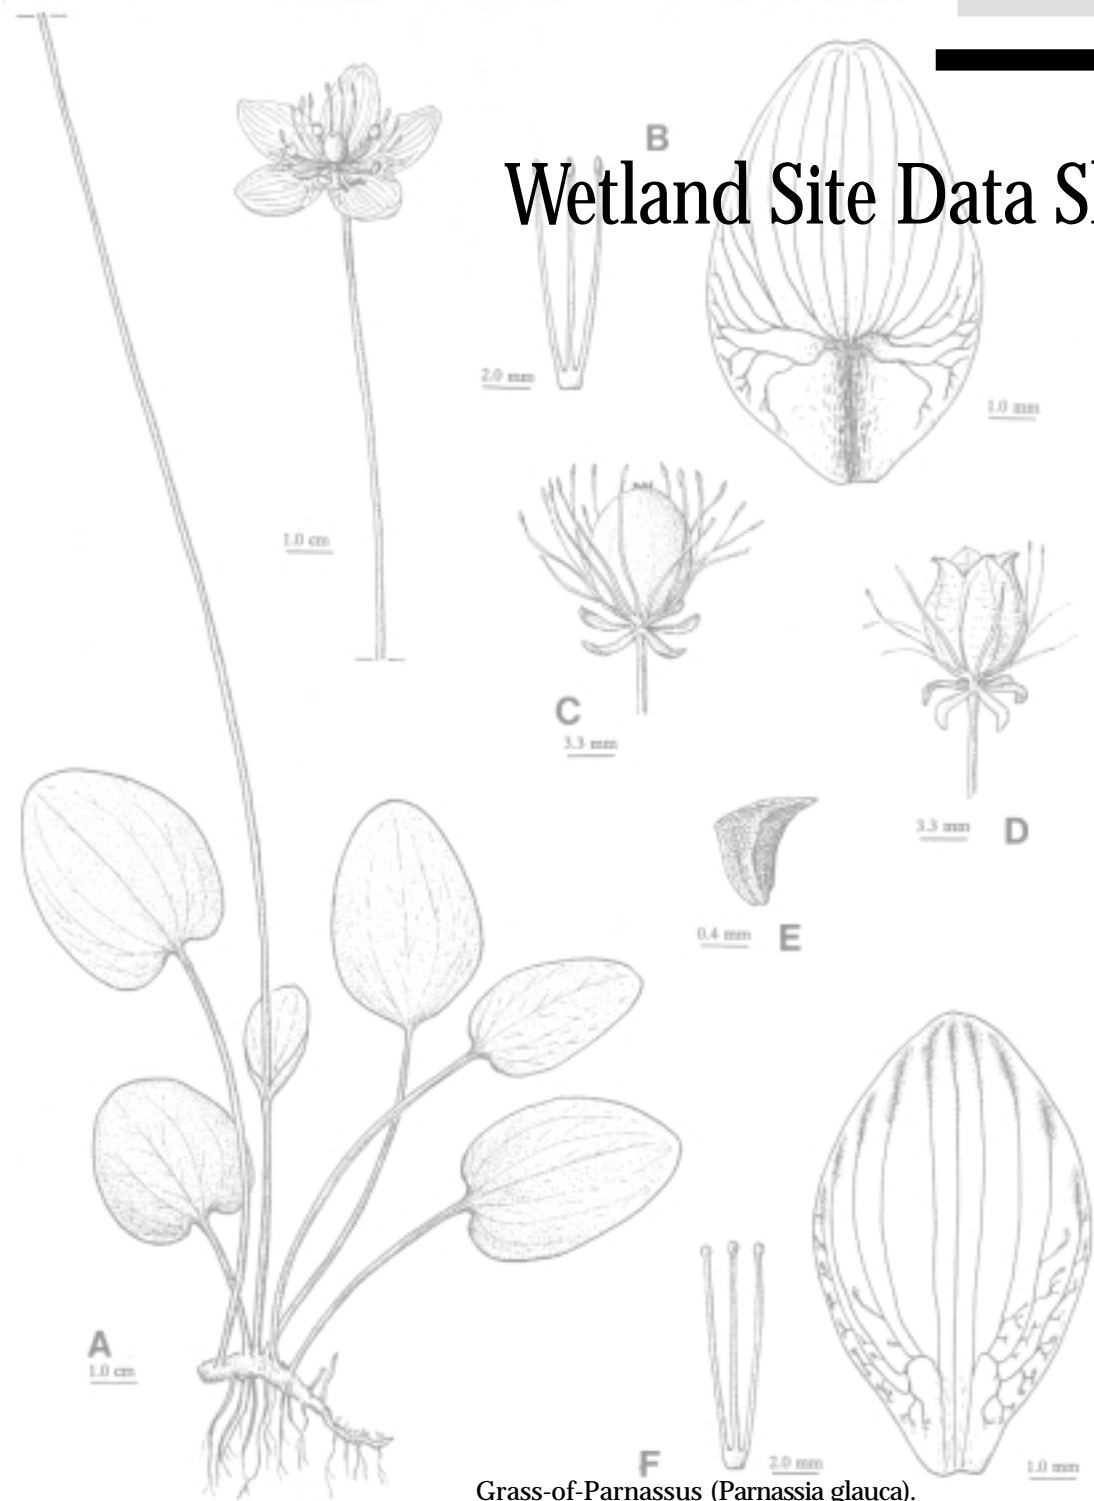 B
Wetland Site Data S
2.0 mm
1.0 mm
1.0 cm
C
3.3 mm
3.3 mm D
0.4 mm E
A
1.0 cm
F 2.0 mm
1.0 mm
Grass-of-Parnassus (Parnassia glauca).